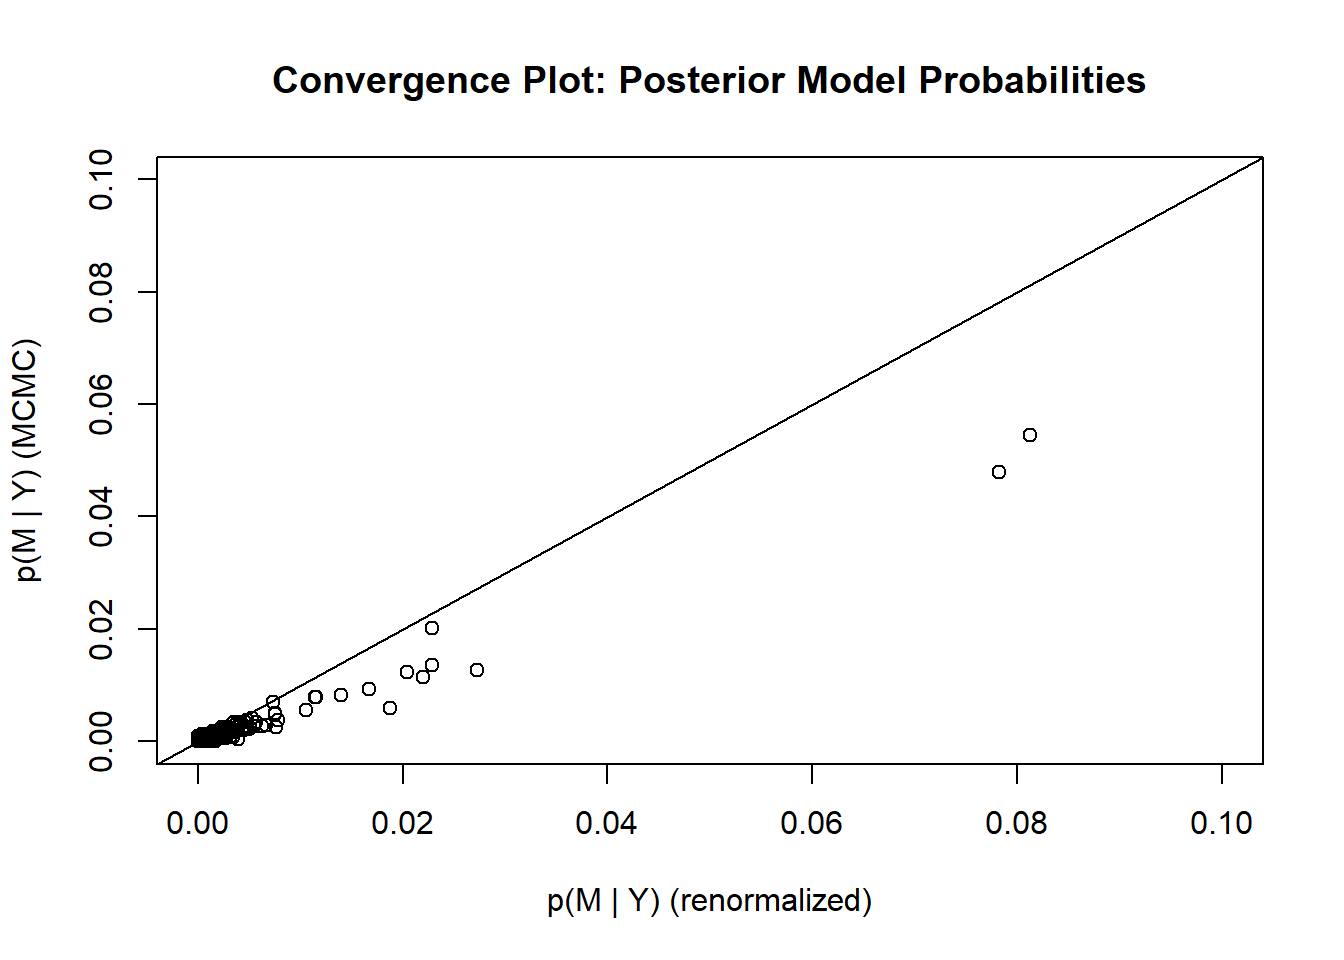 Convergence Plot: Posterior Model Probabilities
p(M | Y) (MCMC)
0.10
0.08
0.06
0.04
0.02
0.00
0.00 0.02 0.04 0.06 0.08 0.10
p(M | Y) (renormalized)